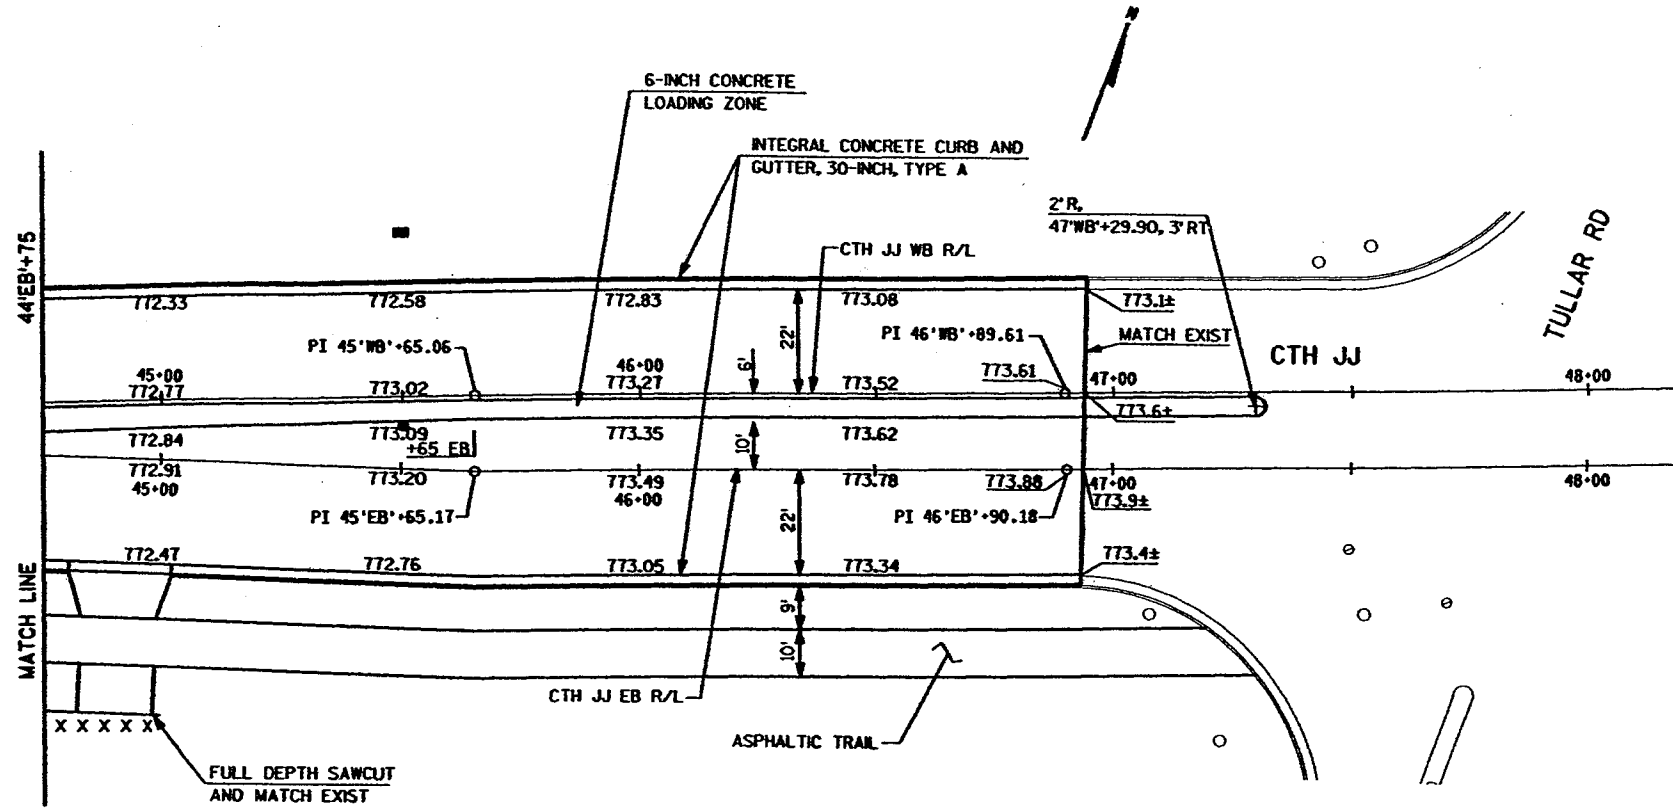 N
6-INCH CONCRETE
LOADING ZONE
INTEGRAL CONCRETE CURB AND
GUTTER, 30-INCH, TYPE A
2'R,
47'WB'+29.90, 3'RT
TULLAR RD
44'EB'+75
CTH JJ WB R/L
772.33
772.58
772.83
773.08
773.1±
PI 45'WB'+65.06
22'
PI 46'WB'+89.61
MATCH EXIST
CTH JJ
45+00
772.77
773.02
46+00
773.27
6'
773.52
773.61
47+00
48+00
773.6±
772.84
773.09
+65 EB
773.35
10'
773.62
772.91
45+00
773.20
773.49
46+00
773.78
773.88
47+00
773.9±
48+00
PI 45'EB'+65.17
22'
PI 46'EB'+90.18
772.47
772.76
773.05
773.34
773.4±
MATCH LINE
9'
10'
CTH JJ EB R/L
ASPHALTIC TRAIL
X X X X X
FULL DEPTH SAWCUT
AND MATCH EXIST